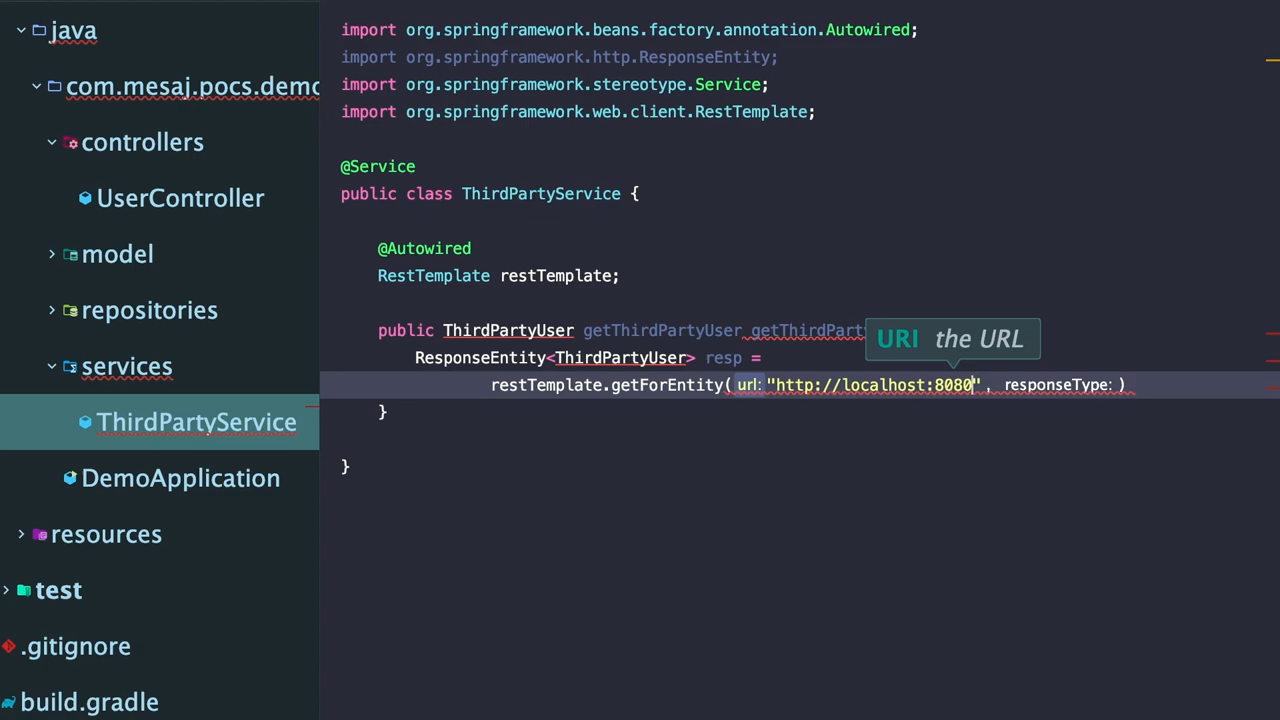 java
com.mesaj.pocs.demo
controllers
UserController
model
repositories
services
ThirdPartyService
DemoApplication
resources
test
.gitignore
build.gradle
import org.springframework.beans.factory.annotation.Autowired;
import org.springframework.http.ResponseEntity;
import org.springframework.stereotype.Service;
import org.springframework.web.client.RestTemplate;
@Service
public class ThirdPartyService {
@Autowired
RestTemplate restTemplate;
public ThirdPartyUser getThirdPartyUser getThirdParty
URI the URL
ResponseEntity<ThirdPartyUser> resp =
restTemplate.getForEntity( url: "http://localhost:8080", responseType: )
}
}